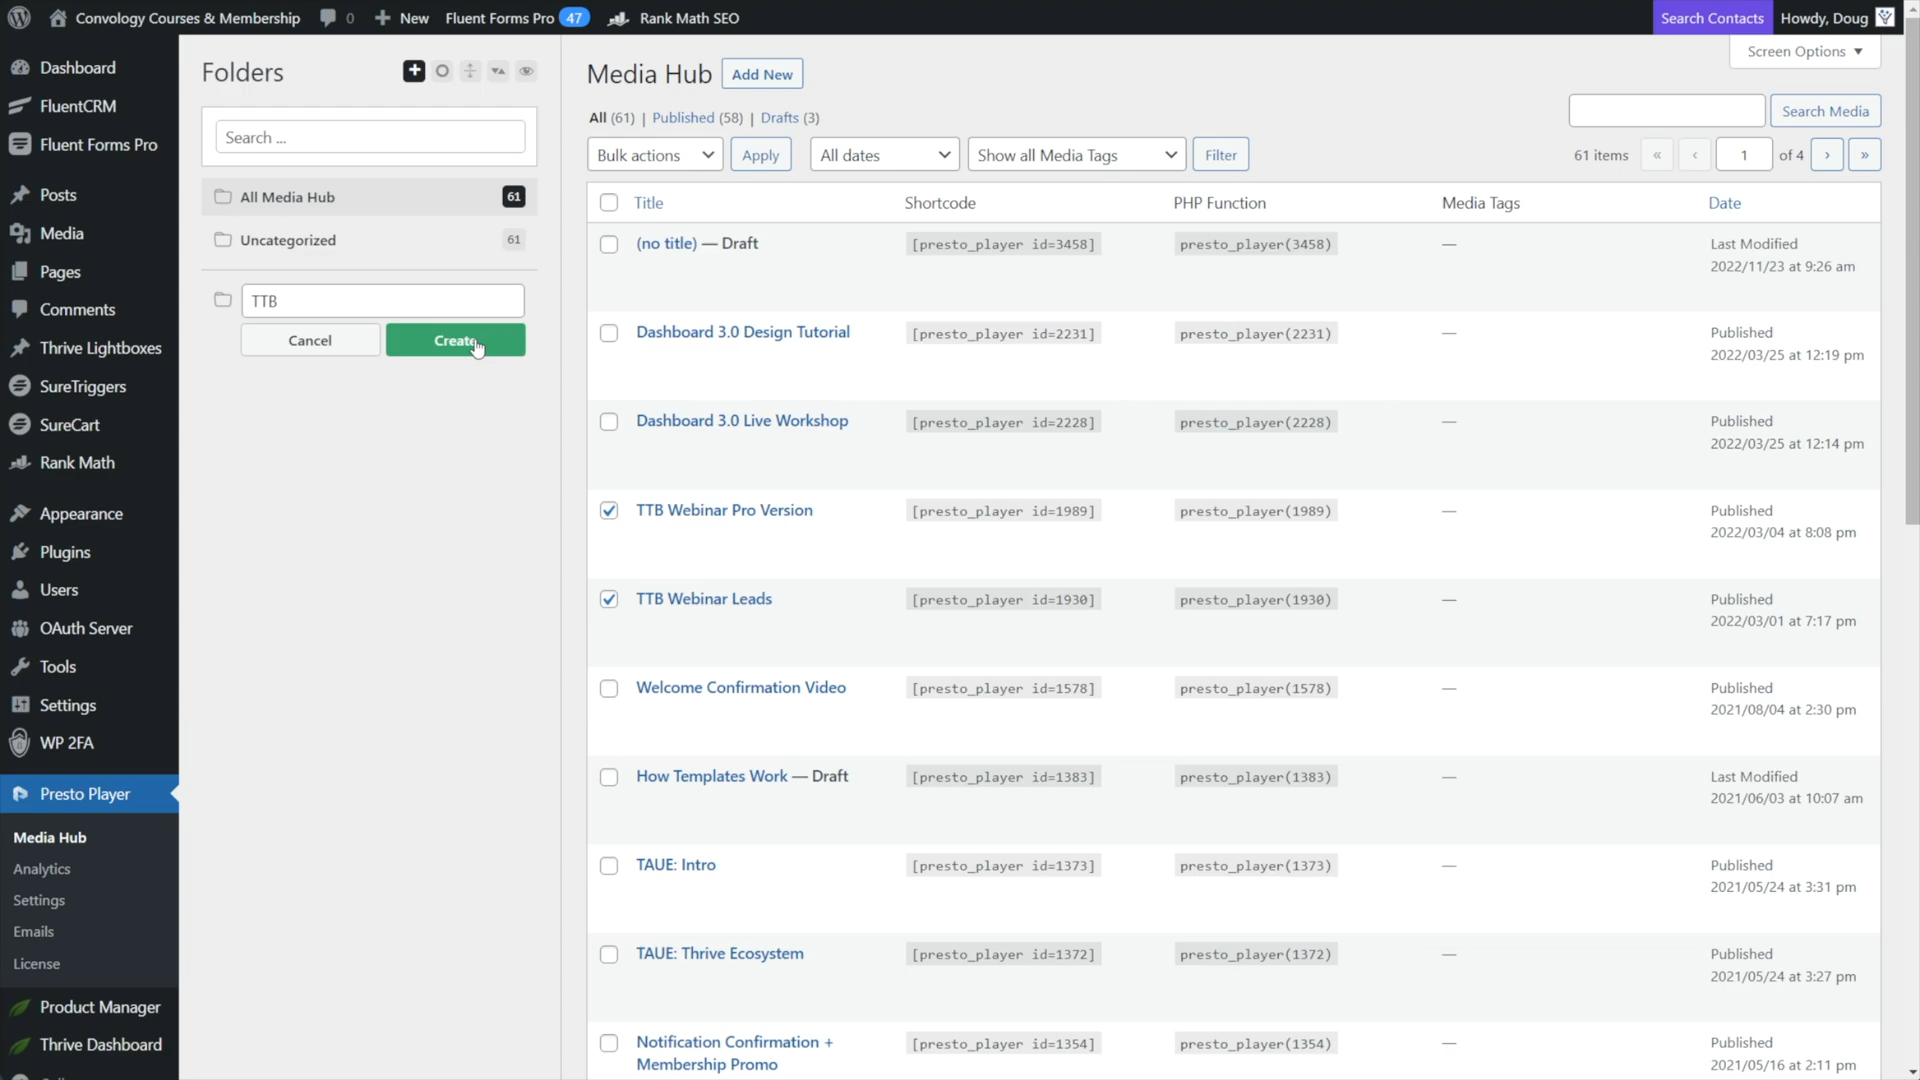 Convology Courses & Membership 0 New Fluent Forms Pro 47 Rank Math SEO Search Contacts Howdy, Doug
Screen Options
Dashboard
FluentCRM
Fluent Forms Pro
Posts
Media
Pages
Comments
Thrive Lightboxes
SureTriggers
SureCart
Rank Math
Appearance
Plugins
Users
OAuth Server
Tools
Settings
WP 2FA
Presto Player
Media Hub
Analytics
Settings
Emails
License
Product Manager
Thrive Dashboard
Folders
Search ...
All Media Hub 61
Uncategorized 61
TTB
Cancel Create
Media Hub Add New
All (61) | Published (58) | Drafts (3)
Search Media
Bulk actions Apply All dates Show all Media Tags Filter 61 items « ‹ 1 of 4 › »
Title Shortcode PHP Function Media Tags Date
(no title) — Draft [presto_player id=3458] presto_player(3458) — Last Modified
2022/11/23 at 9:26 am
Dashboard 3.0 Design Tutorial [presto_player id=2231] presto_player(2231) — Published
2022/03/25 at 12:19 pm
Dashboard 3.0 Live Workshop [presto_player id=2228] presto_player(2228) — Published
2022/03/25 at 12:14 pm
TTB Webinar Pro Version [presto_player id=1989] presto_player(1989) — Published
2022/03/04 at 8:08 pm
TTB Webinar Leads [presto_player id=1930] presto_player(1930) — Published
2022/03/01 at 7:17 pm
Welcome Confirmation Video [presto_player id=1578] presto_player(1578) — Published
2021/08/04 at 2:30 pm
How Templates Work — Draft [presto_player id=1383] presto_player(1383) — Last Modified
2021/06/03 at 10:07 am
TAUE: Intro [presto_player id=1373] presto_player(1373) — Published
2021/05/24 at 3:31 pm
TAUE: Thrive Ecosystem [presto_player id=1372] presto_player(1372) — Published
2021/05/24 at 3:27 pm
Notification Confirmation + [presto_player id=1354] presto_player(1354) — Published
Membership Promo 2021/05/16 at 2:11 pm